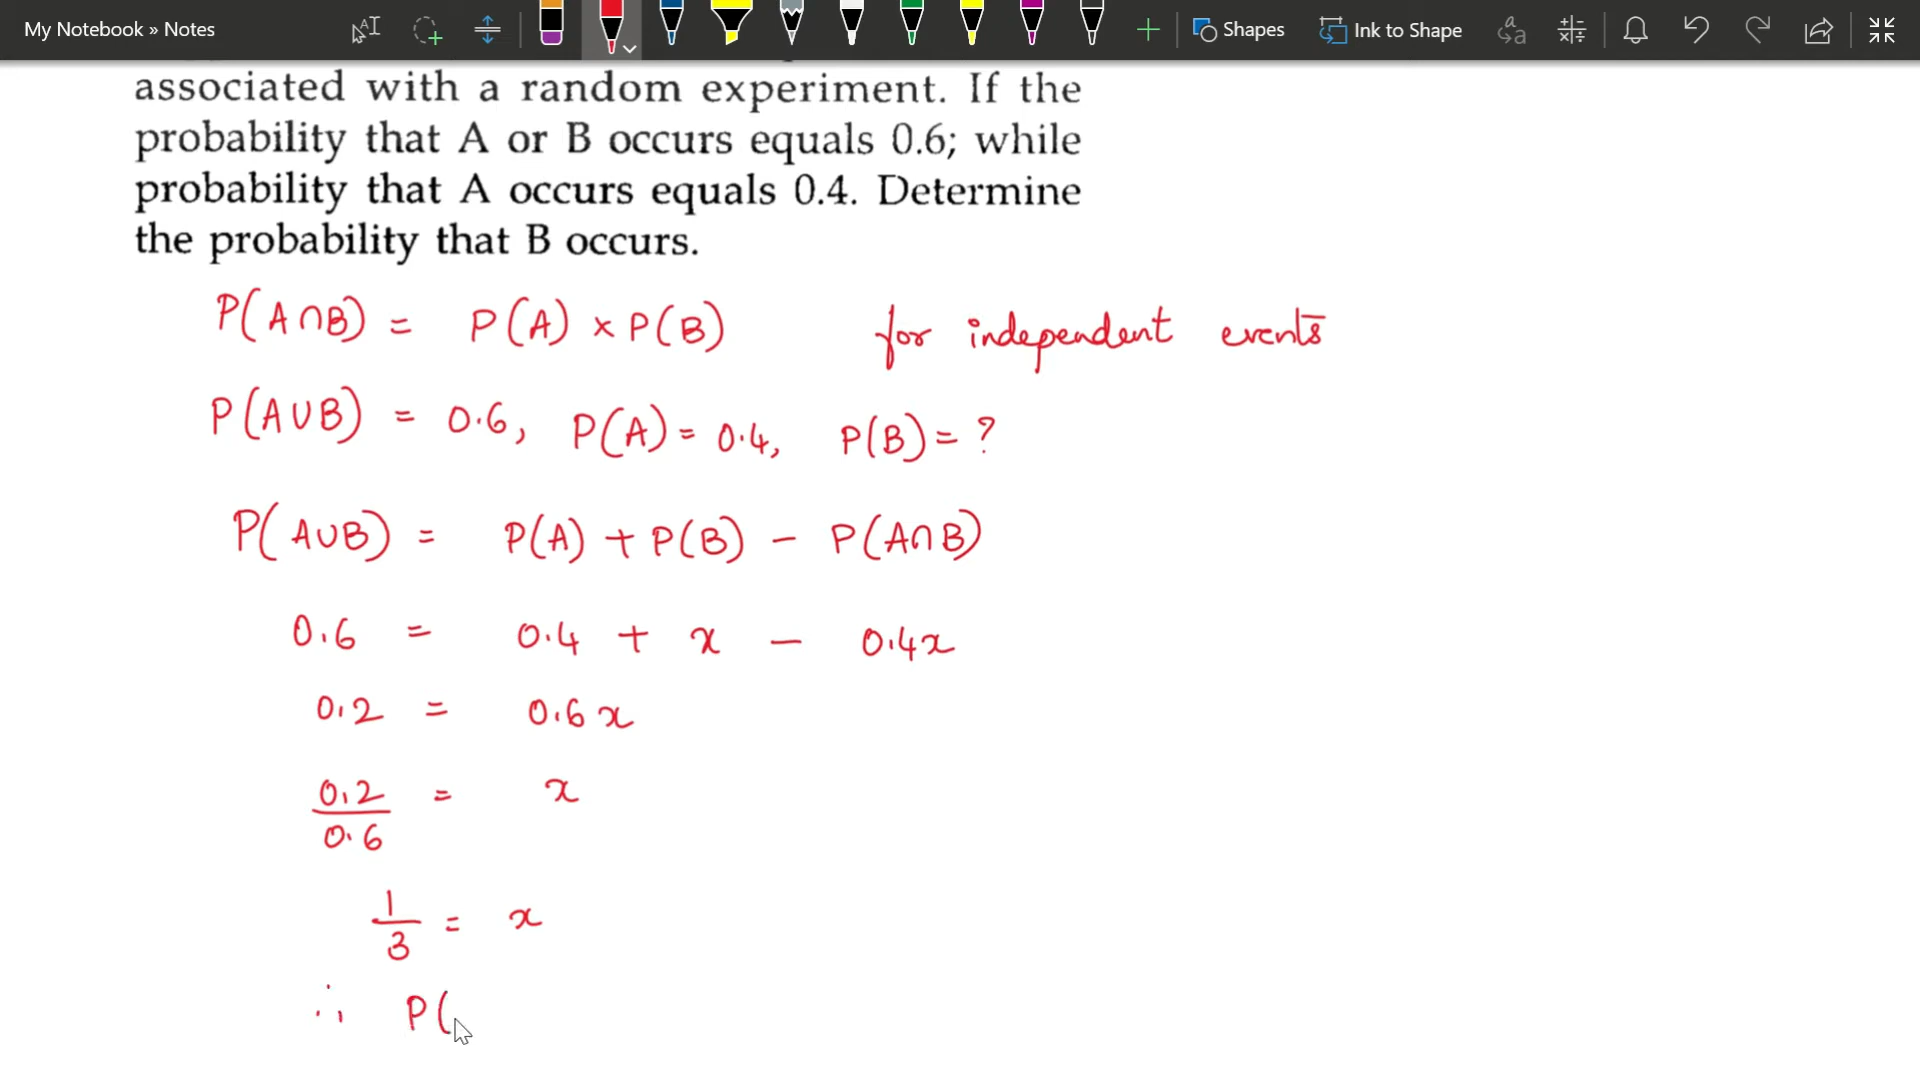 My Notebook » Notes
Shapes
Ink to Shape
associated with a random experiment. If the
probability that A or B occurs equals 0.6; while
probability that A occurs equals 0.4. Determine
the probability that B occurs.
P(A∩B) = P(A) × P(B) for independent events
P(A∪B) = 0.6, P(A) = 0.4, P(B) = ?
P(A∪B) = P(A) + P(B) - P(A∩B)
0.6 = 0.4 + x - 0.4x
0.2 = 0.6x
0.2/0.6 = x
1/3 = x
∴ P(